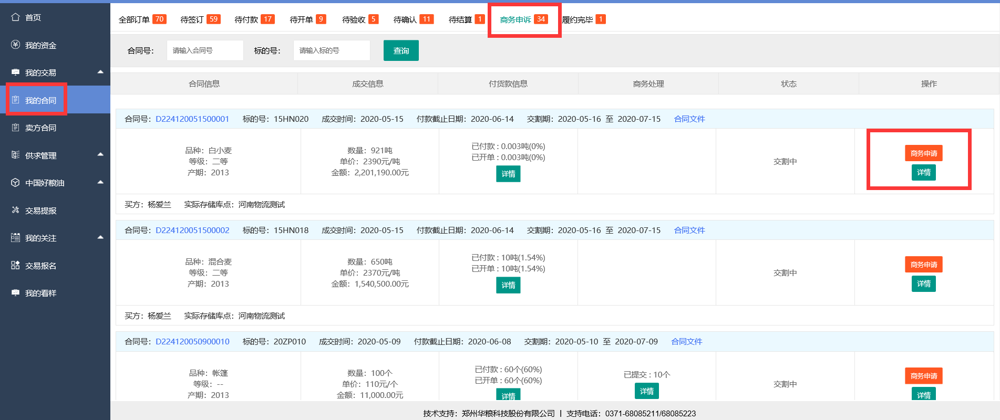 首页
我的资金
我的交易
我的合同
卖方合同
供求管理
中国好粮油
交易提报
我的关注
交易报名
我的看样
全部订单 70 待签订 59 待付款 17 待开单 9 待验收 5 待确认 11 待结算 1 商务申诉 34 履约完毕 1
合同号： 请输入合同号 标的号： 请输入标的号 查询
合同信息 成交信息 付货款信息 商务处理 状态 操作
合同号：D224120051500001 标的号：15HN020 成交时间：2020-05-15 付款截止日期：2020-06-14 交割期：2020-05-16 至 2020-07-15 合同文件
品种：白小麦
等级：二等
产期：2013
数量：921吨
单价：2390元/吨
金额：2,201,190.00元
已付款 : 0.003吨(0%)
已开单 : 0.003吨(0%)
详情
交割中
商务申请
详情
买方：杨爱兰 实际存储库点：河南物流测试
合同号：D224120051500002 标的号：15HN018 成交时间：2020-05-15 付款截止日期：2020-06-14 交割期：2020-05-16 至 2020-07-15 合同文件
品种：混合麦
等级：二等
产期：2013
数量：650吨
单价：2370元/吨
金额：1,540,500.00元
已付款 : 10吨(1.54%)
已开单 : 10吨(1.54%)
详情
交割中
商务申请
详情
买方：杨爱兰 实际存储库点：河南物流测试
合同号：D224120050900010 标的号：20ZP010 成交时间：2020-05-09 付款截止日期：2020-06-08 交割期：2020-05-10 至 2020-07-09 合同文件
品种：帐篷
等级：--
产期：2013
数量：100个
单价：110元/个
金额：11,000.00元
已付款 : 60个(60%)
已开单 : 60个(60%)
详情
已提交 : 10个
详情
交割中
商务申请
详情
技术支持：郑州华粮科技股份有限公司 | 支持电话：0371-68085211/68085223